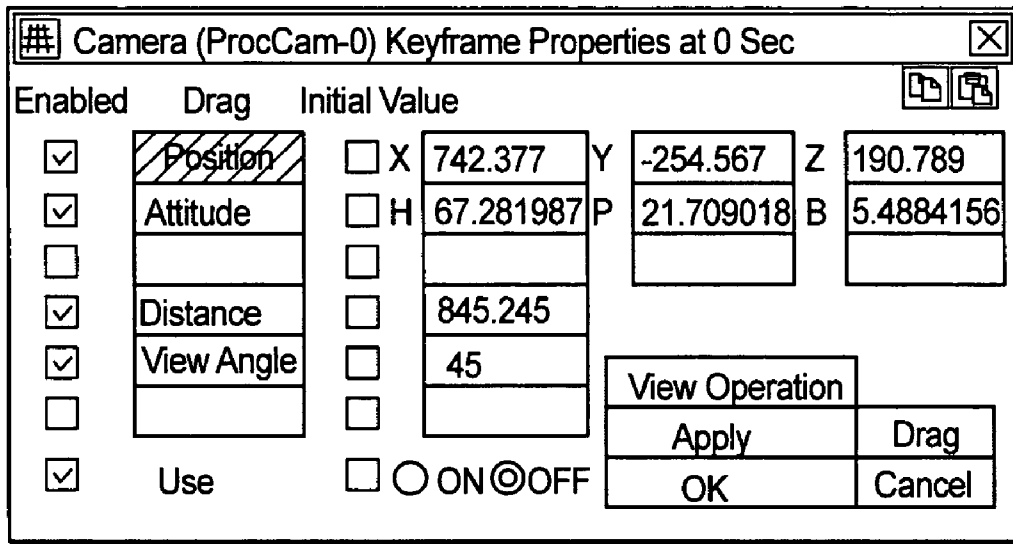 Camera (ProcCam-0) Keyframe Properties at 0 Sec
Enabled Drag Initial Value
Position X 742.377 Y -254.567 Z 190.789
Attitude H 67.281987 P 21.709018 B 5.4884156
Distance 845.245
View Angle 45
View Operation
Apply Drag
Use ON OFF OK Cancel